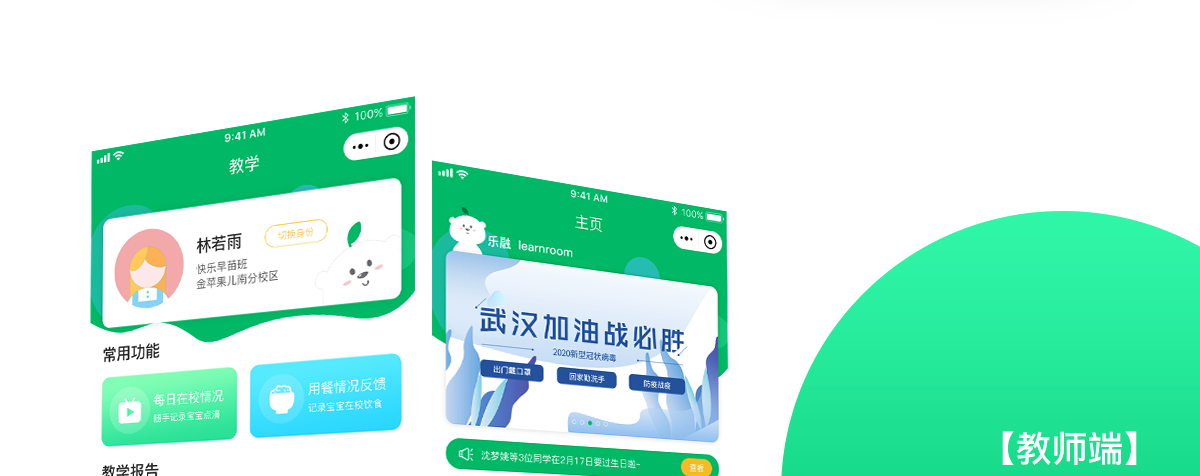 9:41 AM
100%
教学
林若雨
切换身份
快乐早苗班
金苹果儿南分校区
常用功能
每日在校情况
随手记录宝宝点滴
用餐情况反馈
记录宝宝在校饮食
教学报告
9:41 AM
100%
主页
乐融 learnroom
武汉加油战必胜
2020新型冠状病毒
出门戴口罩
回家勤洗手
防疫战疫
沈梦姚等3位同学在2月17日要过生日啦~
查看
【教师端】